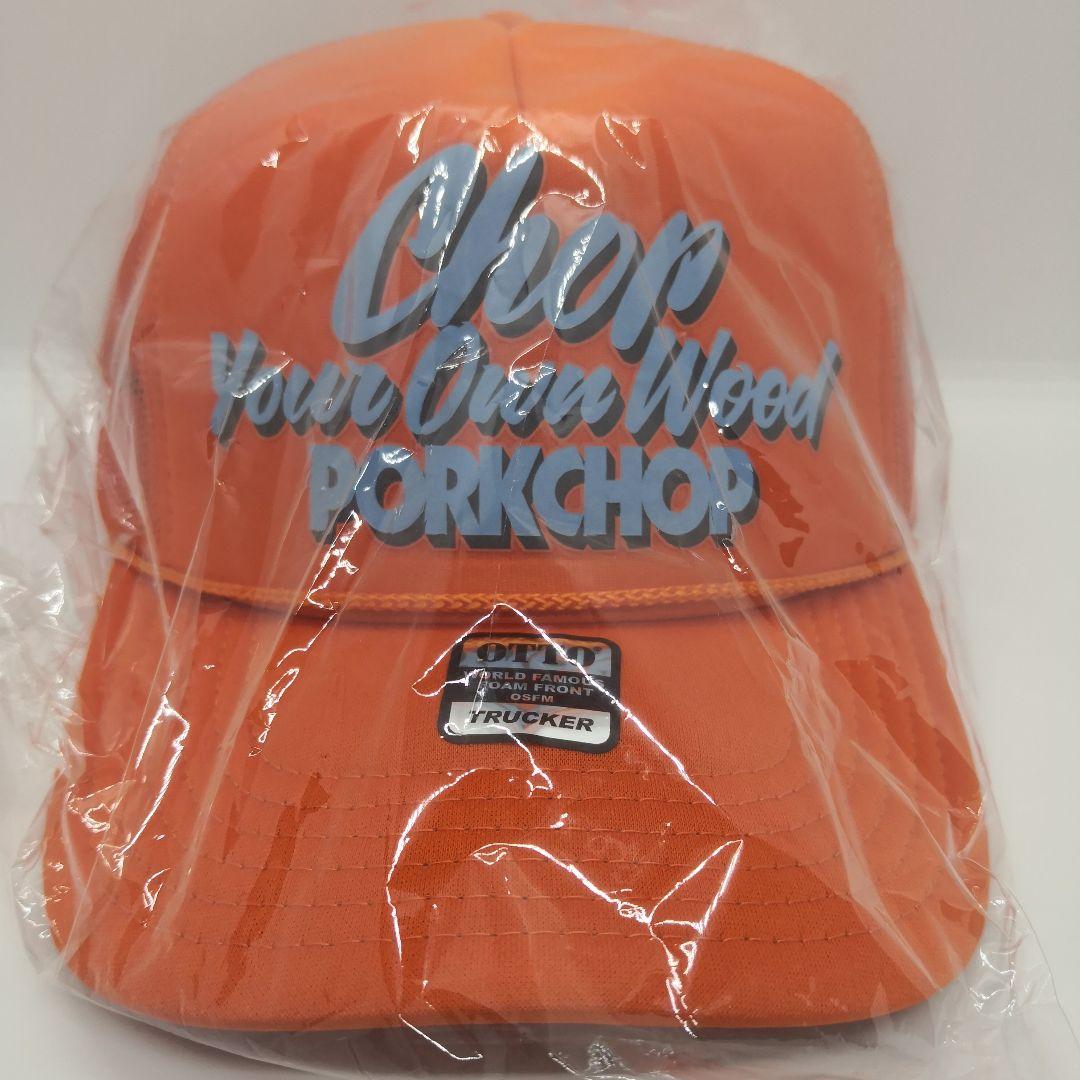 Chop
Your Own Wood
PORKCHOP
OTTO
WORLD FAMOUS
FOAM FRONT
OSFM
TRUCKER